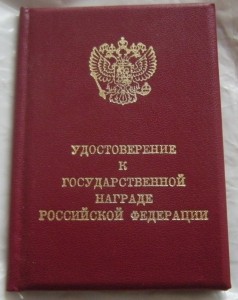 УДОСТОВЕРЕНИЕ
К
ГОСУДАРСТВЕННОЙ
НАГРАДЕ
РОССИЙСКОЙ ФЕДЕРАЦИИ